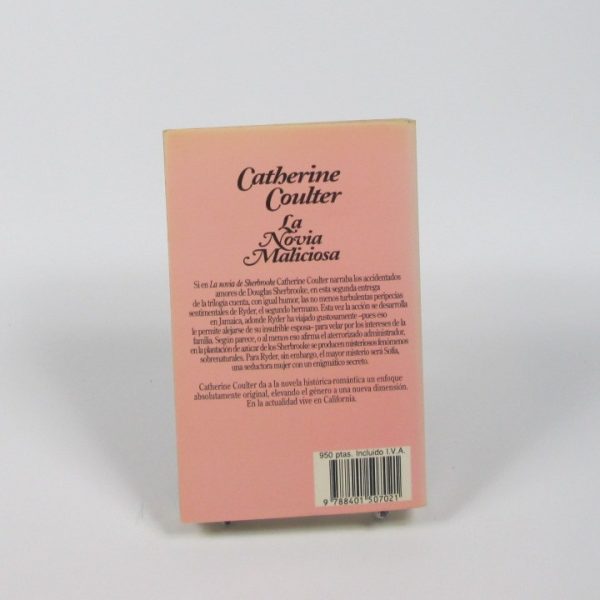 Catherine
Coulter
La
Novia
Maliciosa
Si en La novia de Sherbrooke Catherine Coulter narraba los accidentados
amores de Douglas Sherbrooke, en esta segunda entrega
de la trilogía cuenta, con igual humor, las no menos turbulentas peripecias
sentimentales de Ryder, el segundo hermano. Esta vez la acción se desarrolla
en Jamaica, adonde Ryder ha viajado gustosamente –pues eso
le permite alejarse de su insufrible esposa– para velar por los intereses de la
familia. Según parece, o al menos eso afirma el aterrorizado administrador,
en la plantación de azúcar de los Sherbrooke se producen misteriosos fenómenos
sobrenaturales. Para Ryder, sin embargo, el mayor misterio será Sofía,
una seductora mujer con un enigmático secreto.
Catherine Coulter da a la novela histórico-romántica un enfoque
absolutamente original, elevando el género a una nueva dimensión.
En la actualidad vive en California.
950 ptas. Incluido I.V.A.
9 788401 507021